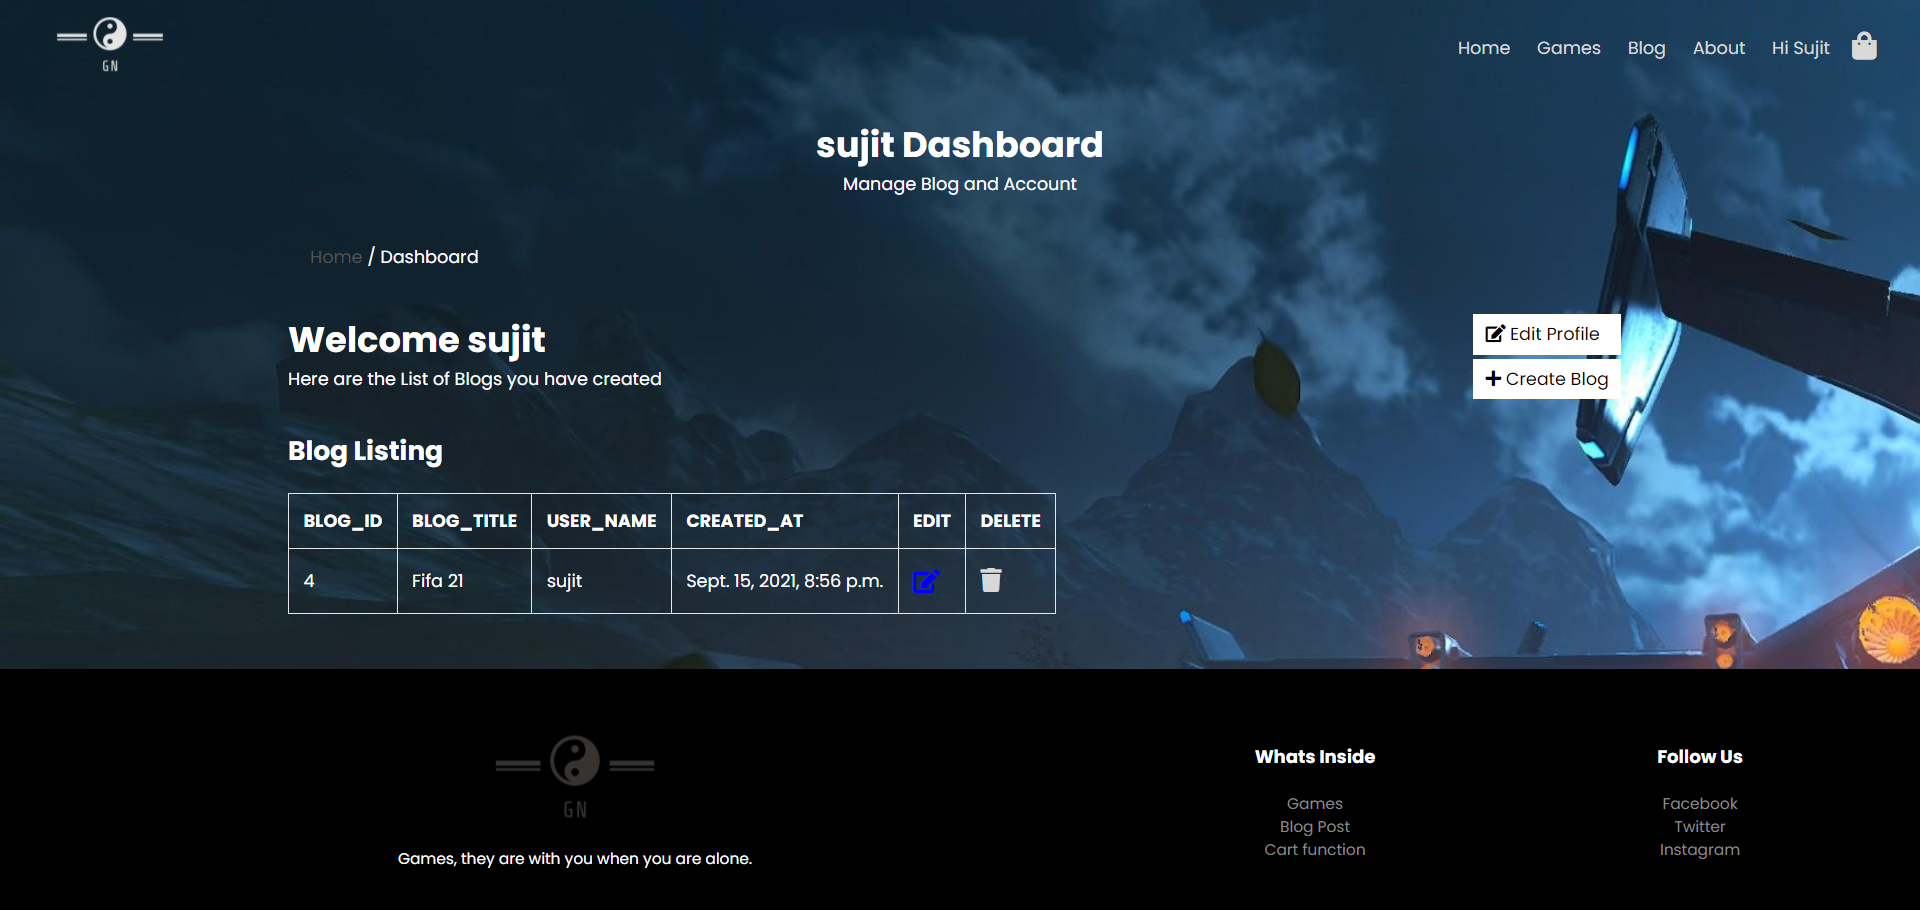 GN
Home Games Blog About Hi Sujit
sujit Dashboard
Manage Blog and Account
Home / Dashboard
Welcome sujit
Here are the List of Blogs you have created
Edit Profile
Create Blog
Blog Listing
BLOG_ID BLOG_TITLE USER_NAME CREATED_AT EDIT DELETE
4 Fifa 21 sujit Sept. 15, 2021, 8:56 p.m.
GN
Games, they are with you when you are alone.
Whats Inside
Games
Blog Post
Cart function
Follow Us
Facebook
Twitter
Instagram